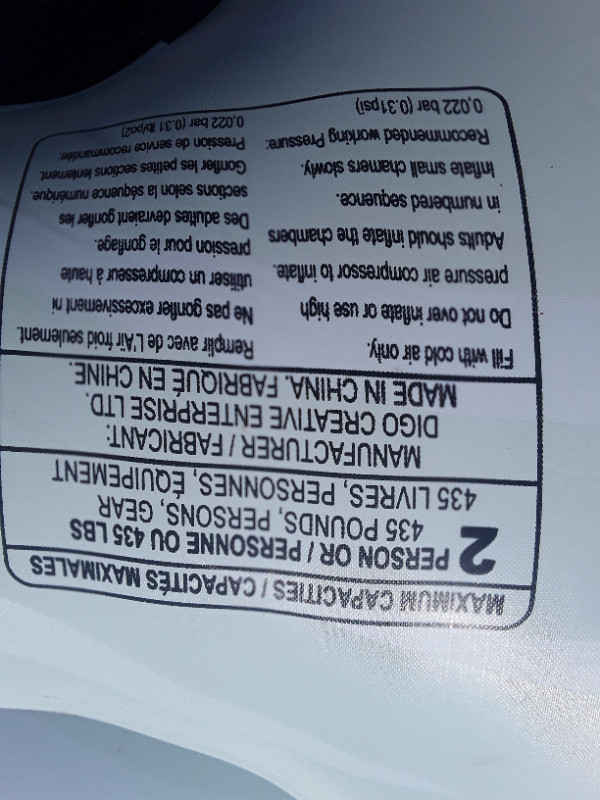 MAXIMUM CAPACITIES / CAPACITÉS MAXIMALES
2 PERSON OR / PERSONNE OU 435 LBS
435 POUNDS, PERSONS, GEAR
435 LIVRES, PERSONNES, ÉQUIPEMENT
MANUFACTURER / FABRICANT:
DIGO CREATIVE ENTERPRISE LTD.
MADE IN CHINA. FABRIQUÉ EN CHINE.
Fill with cold air only.
Do not over inflate or use high
pressure air compressor to inflate.
Adults should inflate the chambers
in numbered sequence.
Inflate small chamers slowly.
Recommended working Pressure:
0,022 bar (0.31psi)
Remplir avec de L'Air froid seulement.
Ne pas gonfler excessivement ni
utiliser un compresseur à haute
pression pour le gonflage.
Des adultes devraient gonfler les
sections selon la séquence numérique.
Gonfler les petites sections lentement.
Pression de service recommandée:
0,022 bar (0.31 lb/po2)